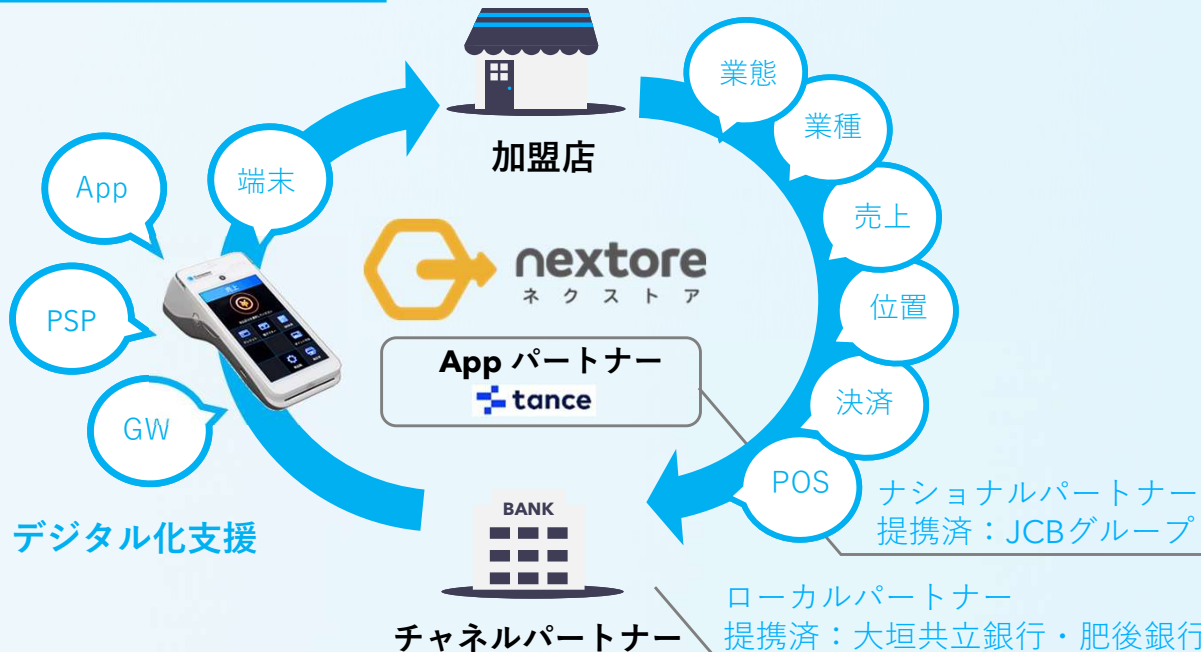 業態
業種
加盟店
端末
App
売上
nextore
ネクストア
売上
位置
PSP
App パートナー
tance
決済
GW
POS
BANK
ナショナルパートナー
提携済：JCBグループ
デジタル化支援
ローカルパートナー
提携済：大垣共立銀行・肥後銀行
チャネルパートナー